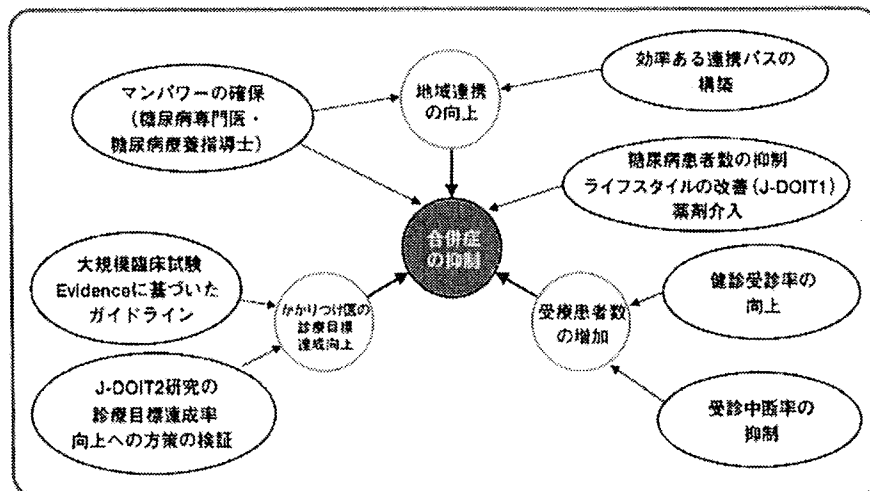 マンパワーの確保
(糖尿病専門医・
糖尿病療養指導士)
地域連携
の向上
効率ある連携パスの
構築
糖尿病患者数の抑制
ライフスタイルの改善(J-DOIT1)
薬剤介入
合併症
の抑制
大規模臨床試験
Evidenceに基づいた
ガイドライン
かかりつけ医の
診療目標
達成向上
受療患者数
の増加
健診受診率の
向上
J-DOIT2研究の
診療目標達成率
向上への方策の検証
受診中断率の
抑制